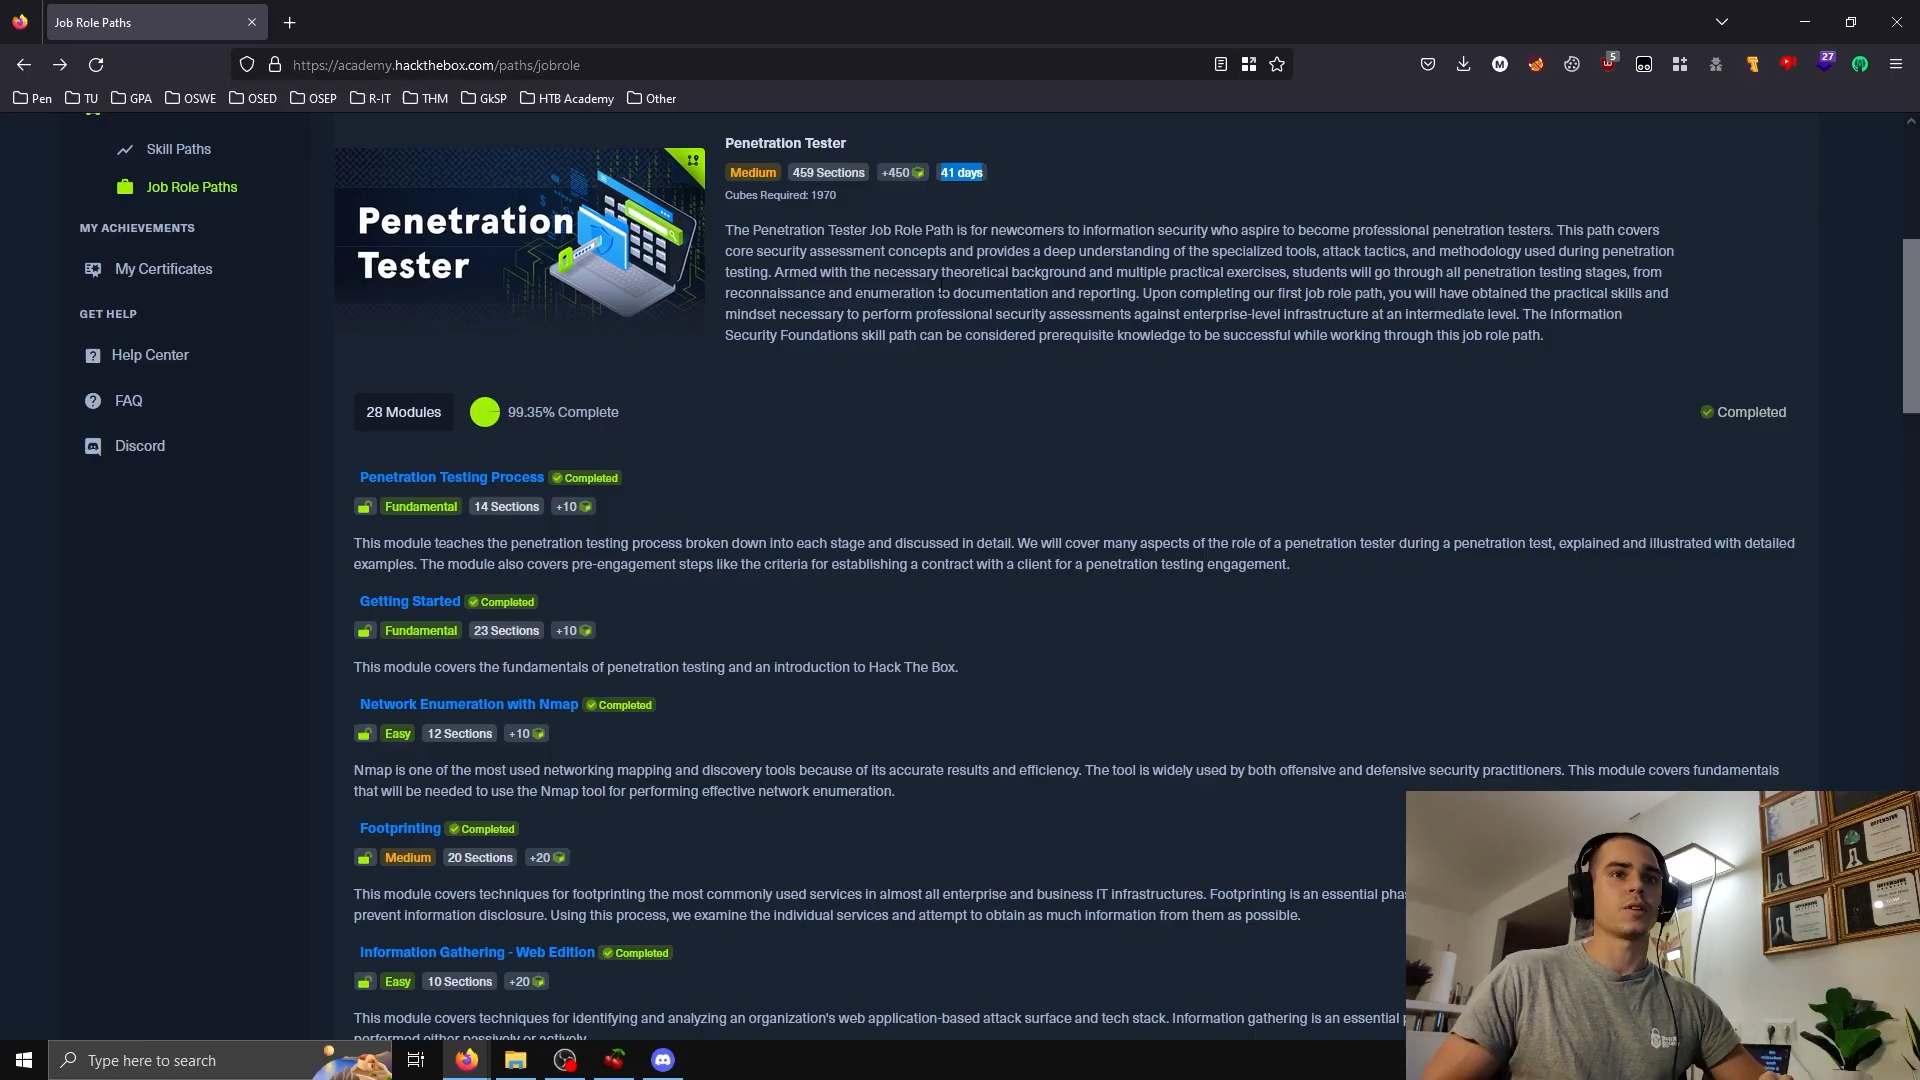 Job Role Paths
https://academy.hackthebox.com/paths/jobrole
5
27
Pen
TU
GPA
OSWE
OSED
OSEP
R-IT
THM
GkSP
HTB Academy
Other
Skill Paths
Job Role Paths
MY ACHIEVEMENTS
My Certificates
GET HELP
Help Center
FAQ
Discord
Penetration
Tester
Penetration Tester
Medium 459 Sections +450 41 days
Cubes Required: 1970
The Penetration Tester Job Role Path is for newcomers to information security who aspire to become professional penetration testers. This path covers
core security assessment concepts and provides a deep understanding of the specialized tools, attack tactics, and methodology used during penetration
testing. Armed with the necessary theoretical background and multiple practical exercises, students will go through all penetration testing stages, from
reconnaissance and enumeration to documentation and reporting. Upon completing our first job role path, you will have obtained the practical skills and
mindset necessary to perform professional security assessments against enterprise-level infrastructure at an intermediate level. The Information
Security Foundations skill path can be considered prerequisite knowledge to be successful while working through this job role path.
28 Modules
99.35% Complete
Completed
Penetration Testing Process Completed
Fundamental 14 Sections +10
This module teaches the penetration testing process broken down into each stage and discussed in detail. We will cover many aspects of the role of a penetration tester during a penetration test, explained and illustrated with detailed
examples. The module also covers pre-engagement steps like the criteria for establishing a contract with a client for a penetration testing engagement.
Getting Started Completed
Fundamental 23 Sections +10
This module covers the fundamentals of penetration testing and an introduction to Hack The Box.
Network Enumeration with Nmap Completed
Easy 12 Sections +10
Nmap is one of the most used networking mapping and discovery tools because of its accurate results and efficiency. The tool is widely used by both offensive and defensive security practitioners. This module covers fundamentals
that will be needed to use the Nmap tool for performing effective network enumeration.
Footprinting Completed
Medium 20 Sections +20
This module covers techniques for footprinting the most commonly used services in almost all enterprise and business IT infrastructures. Footprinting is an essential phas
prevent information disclosure. Using this process, we examine the individual services and attempt to obtain as much information from them as possible.
Information Gathering - Web Edition Completed
Easy 10 Sections +20
This module covers techniques for identifying and analyzing an organization's web application-based attack surface and tech stack. Information gathering is an essential p
performed either passively or actively.
Type here to search